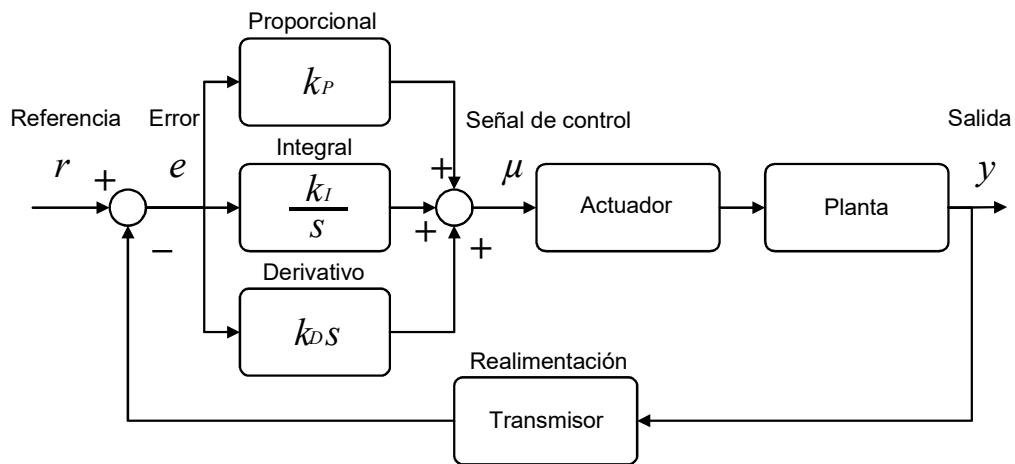 Proporcional
k_P
Referencia
Error
Señal de control
Salida
Integral
r
+
e
k_I
s
+
μ
y
Actuador
Planta
−
+
+
Derivativo
k_D s
Realimentación
Transmisor